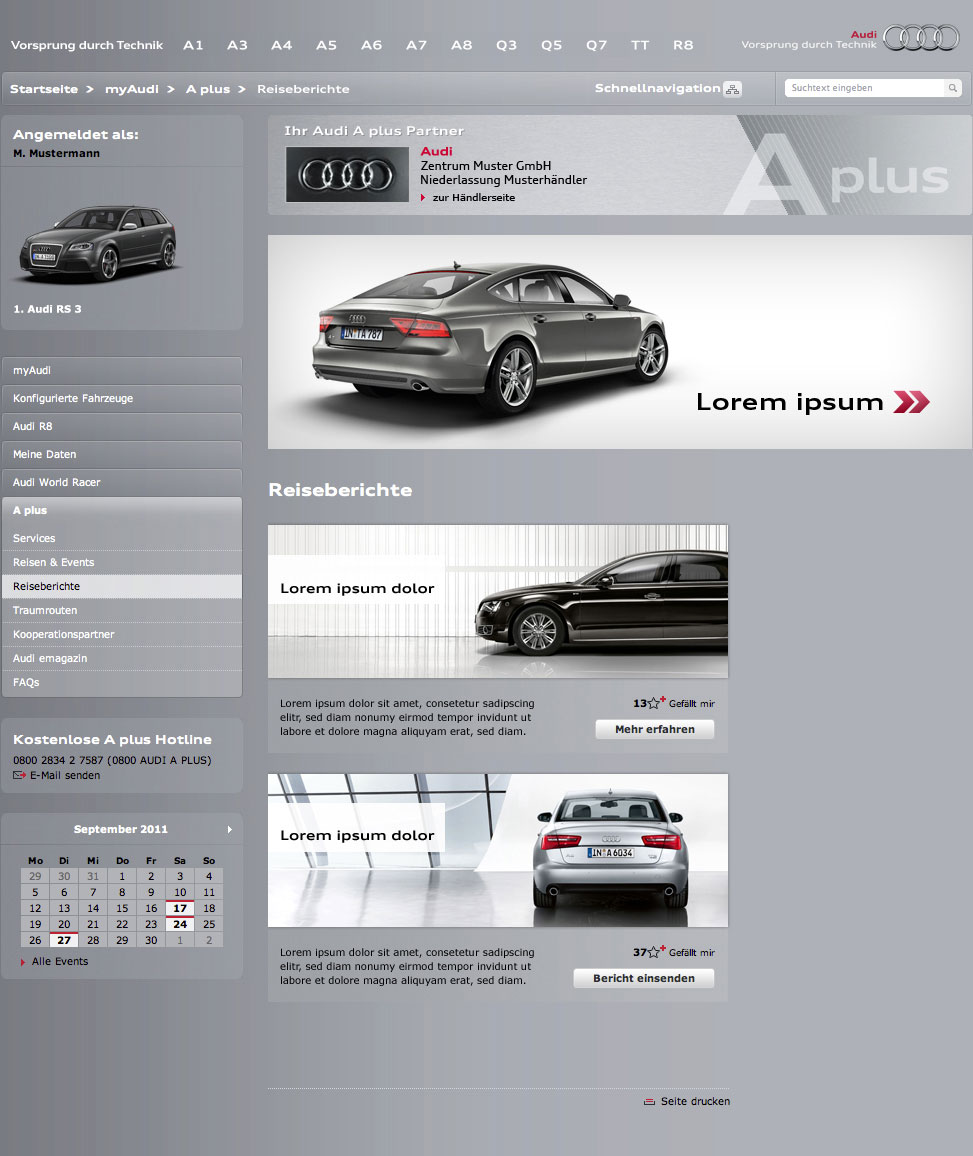 Vorsprung durch Technik A1 A3 A4 A5 A6 A7 A8 Q3 Q5 Q7 TT R8
Audi
Vorsprung durch Technik
Startseite > myAudi > A plus > Reiseberichte
Schnellnavigation
Suchtext eingeben
Angemeldet als:
M. Mustermann
1. Audi RS 3
Ihr Audi A plus Partner
Audi
Zentrum Muster GmbH
Niederlassung Musterhändler
zur Händlerseite
A plus
IN TA 787
Lorem ipsum
myAudi
Konfigurierte Fahrzeuge
Audi R8
Meine Daten
Audi World Racer
A plus
Services
Reisen & Events
Reiseberichte
Traumrouten
Kooperationspartner
Audi emagazin
FAQs
Kostenlose A plus Hotline
0800 2834 2 7587 (0800 AUDI A PLUS)
E-Mail senden
September 2011
Mo Di Mi Do Fr Sa So
29 30 31 1 2 3 4
5 6 7 8 9 10 11
12 13 14 15 16 17 18
19 20 21 22 23 24 25
26 27 28 29 30 1 2
Alle Events
Reiseberichte
Lorem ipsum dolor
Lorem ipsum dolor sit amet, consetetur sadipscing
elitr, sed diam nonumy eirmod tempor invidunt ut
labore et dolore magna aliquyam erat, sed diam.
13 Gefällt mir
Mehr erfahren
Lorem ipsum dolor
IN A 6034
Lorem ipsum dolor sit amet, consetetur sadipscing
elitr, sed diam nonumy eirmod tempor invidunt ut
labore et dolore magna aliquyam erat, sed diam.
37 Gefällt mir
Bericht einsenden
Seite drucken